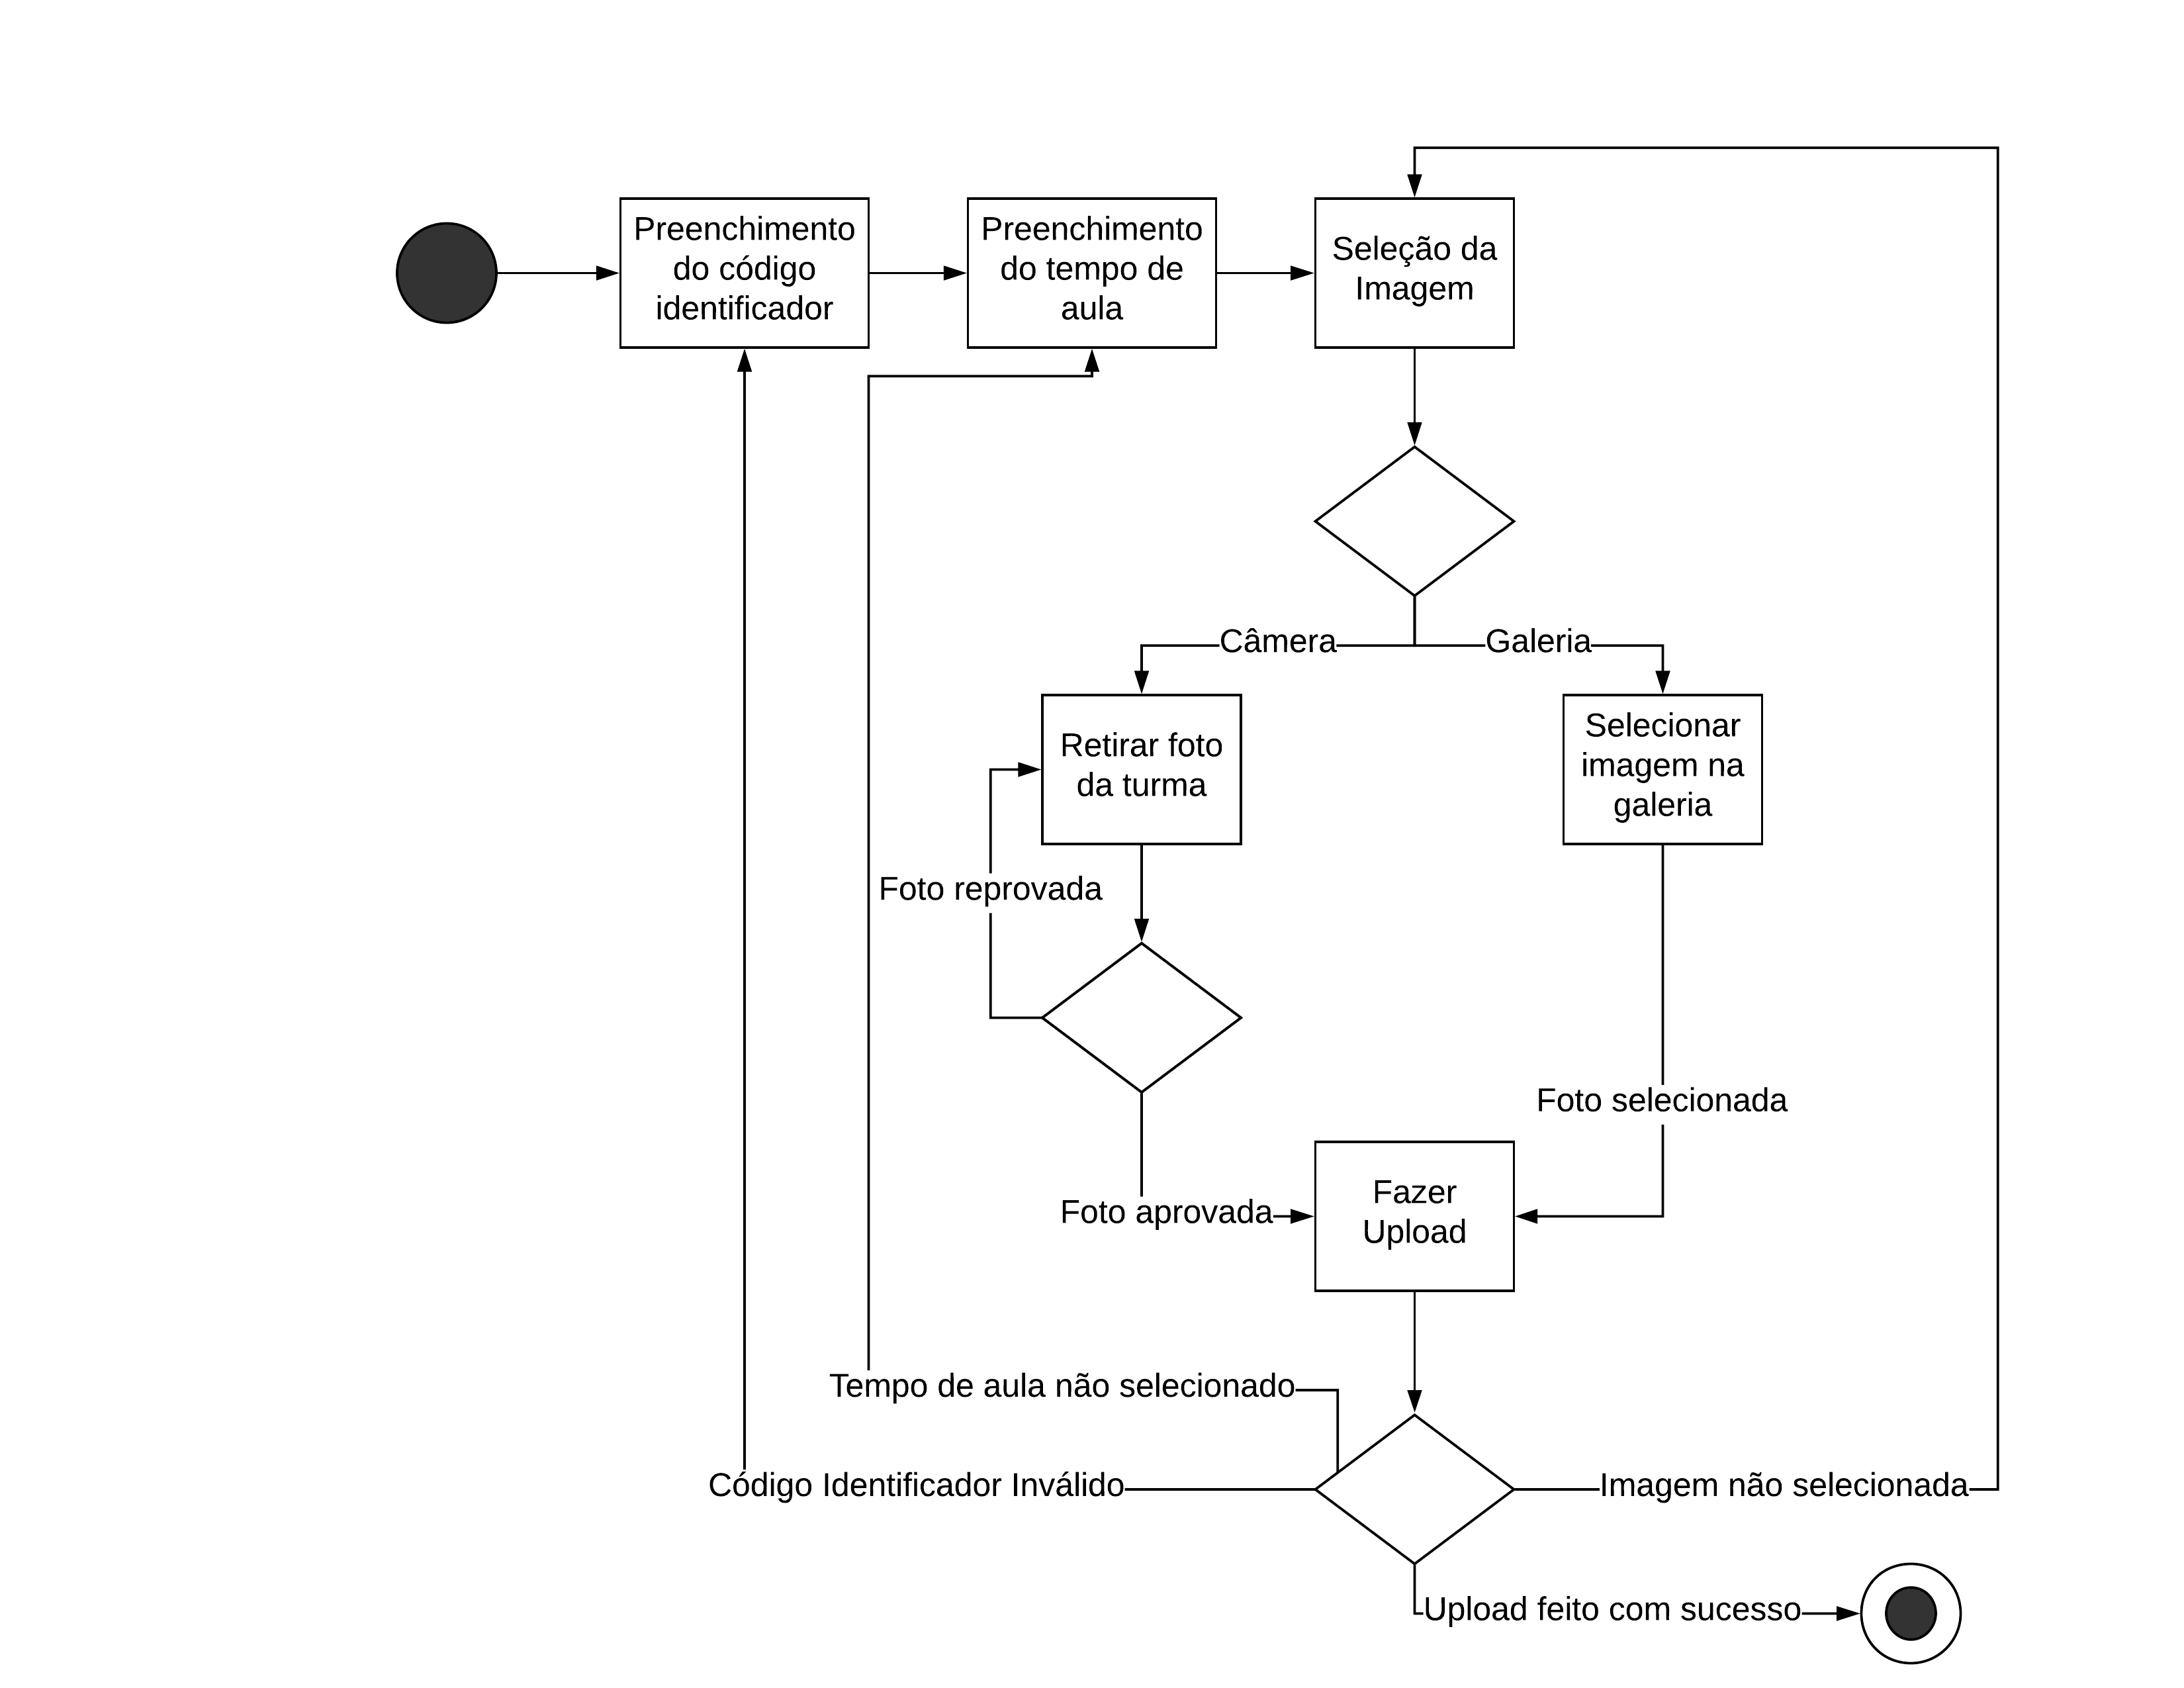 Preenchimento
do código
identificador
Preenchimento
do tempo de
aula
Seleção da
Imagem
Câmera
Galeria
Retirar foto
da turma
Selecionar
imagem na
galeria
Foto reprovada
Foto selecionada
Foto aprovada
Fazer
Upload
Tempo de aula não selecionado
Código Identificador Inválido
Imagem não selecionada
Upload feito com sucesso